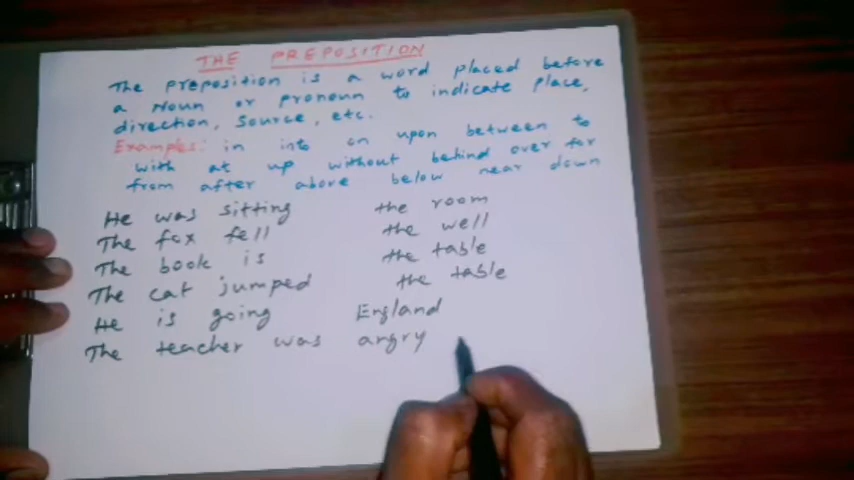 THE PREPOSITION
The preposition is a word placed before
a Noun or pronoun to indicate place,
direction, source, etc.
Examples: in into on upon between to
with at up without behind over for
from after above below near down
He was sitting the room
The fox fell the well
The book is the table
The cat jumped the table
He is going England
The teacher was angry